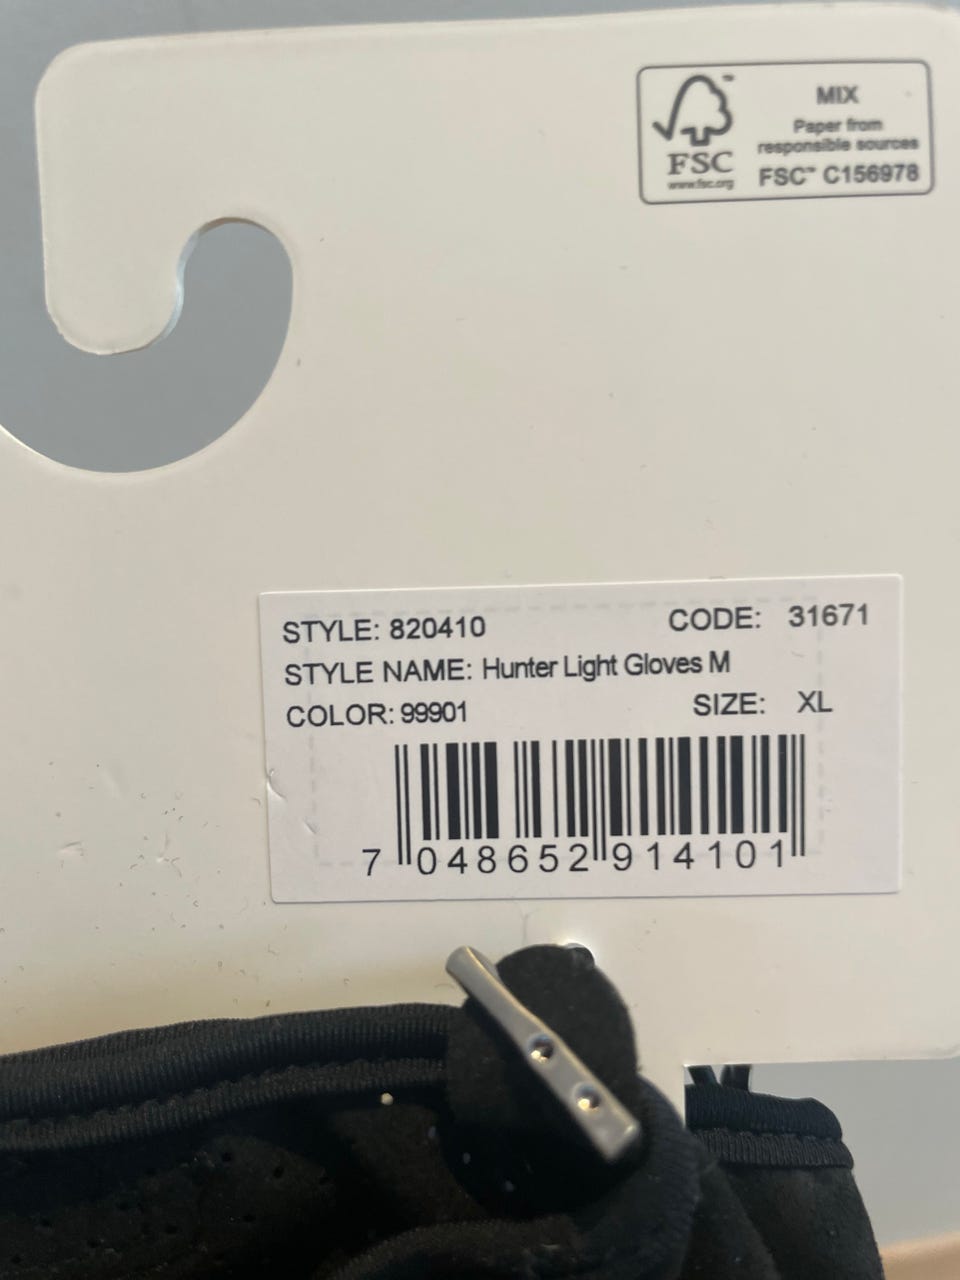 MIX
Paper from
responsible sources
FSC™ C156978
FSC
www.fsc.org
STYLE: 820410 CODE: 31671
STYLE NAME: Hunter Light Gloves M
COLOR: 99901 SIZE: XL
7 048652 914101